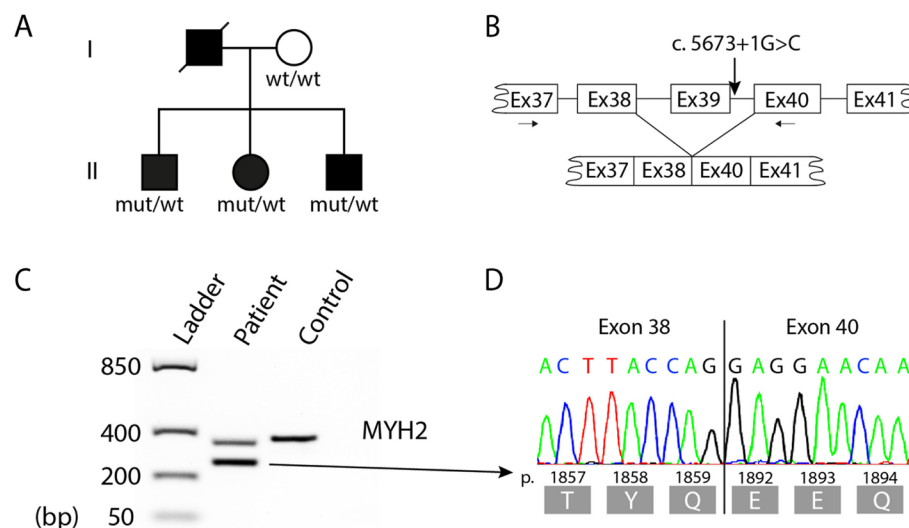 A
I
wt/wt
II
mut/wt mut/wt mut/wt
B
c. 5673+1G>C
Ex37 Ex38 Ex39 Ex40 Ex41
Ex37 Ex38 Ex40 Ex41
C
Ladder Patient Control
850
400 MYH2
200
50
(bp)
D
Exon 38 Exon 40
A C T T A C C A G G A G G A A C A A
p. 1857 1858 1859 1892 1893 1894
T Y Q E E Q